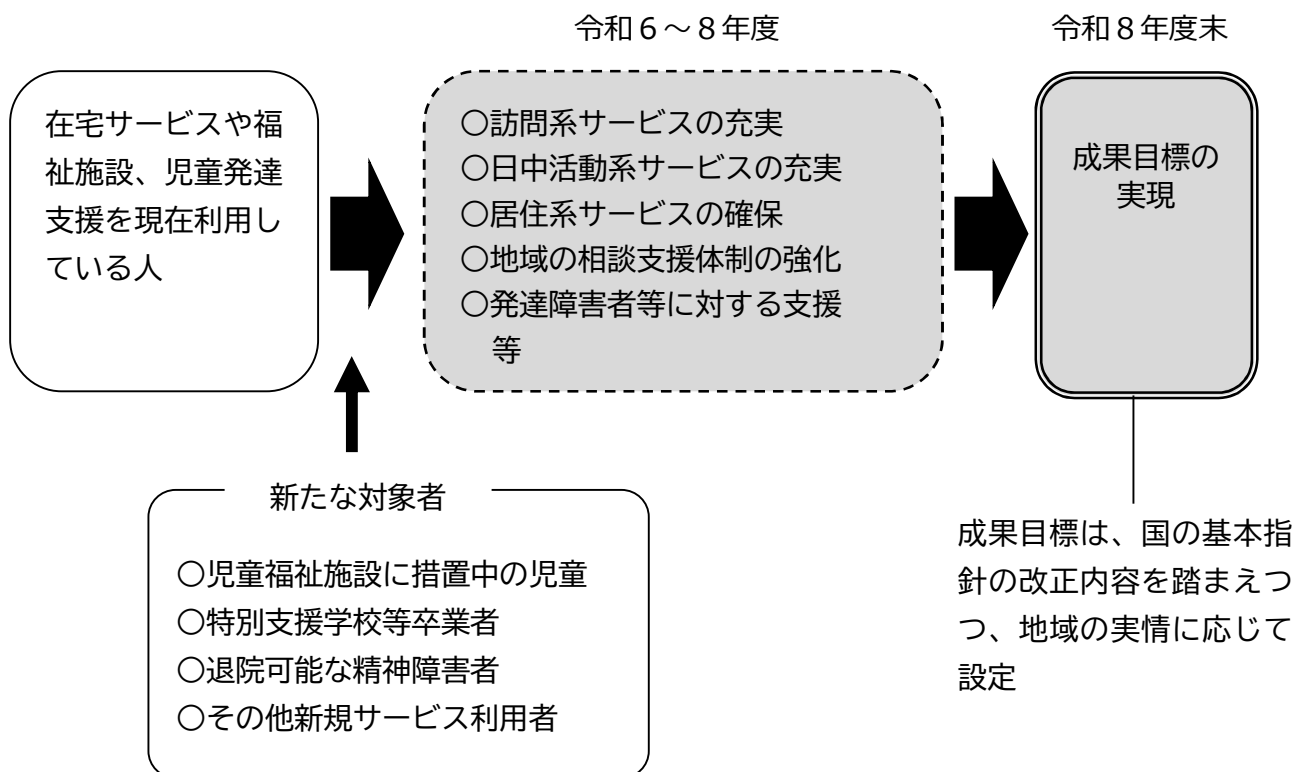 令和６～８年度
令和８年度末
在宅サービスや福
祉施設、児童発達
支援を現在利用し
ている人
○訪問系サービスの充実
○日中活動系サービスの充実
○居住系サービスの確保
○地域の相談支援体制の強化
○発達障害者等に対する支援
等
成果目標の
実現
新たな対象者
○児童福祉施設に措置中の児童
○特別支援学校等卒業者
○退院可能な精神障害者
○その他新規サービス利用者
成果目標は、国の基本指
針の改正内容を踏まえつ
つ、地域の実情に応じて
設定